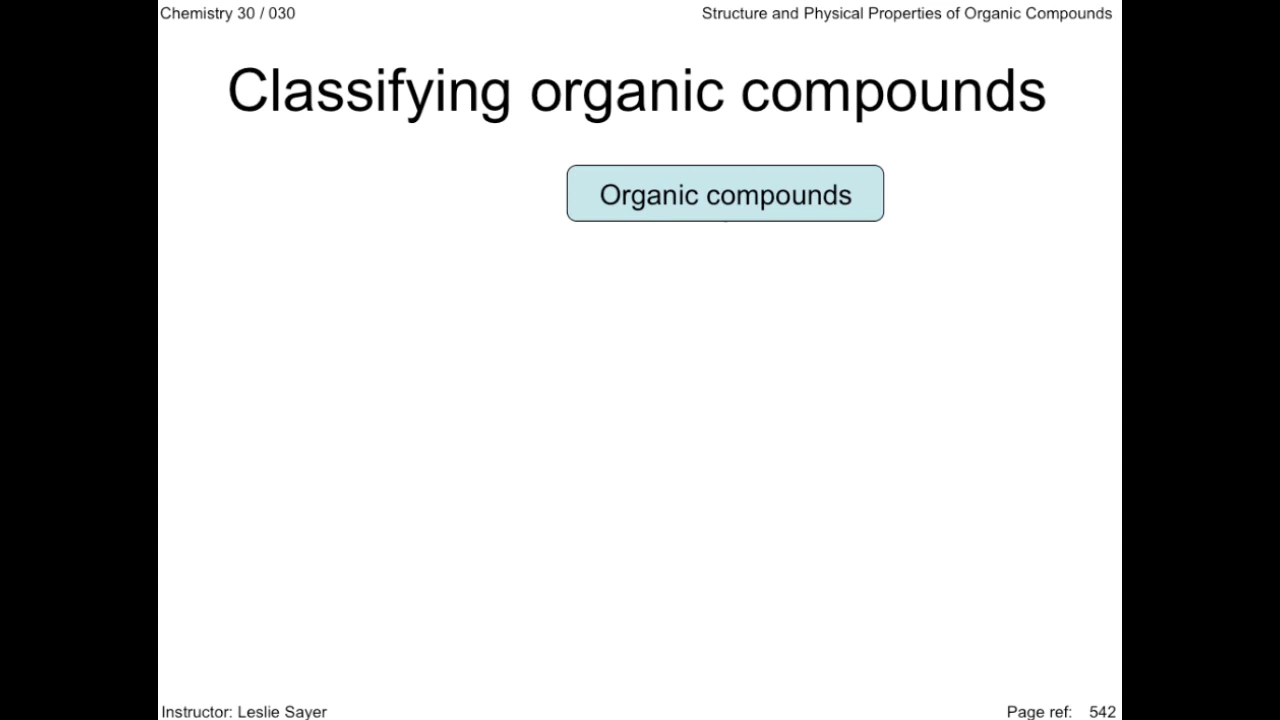 Chemistry 30 / 030
Structure and Physical Properties of Organic Compounds
Classifying organic compounds
Organic compounds
Instructor: Leslie Sayer
Page ref: 542